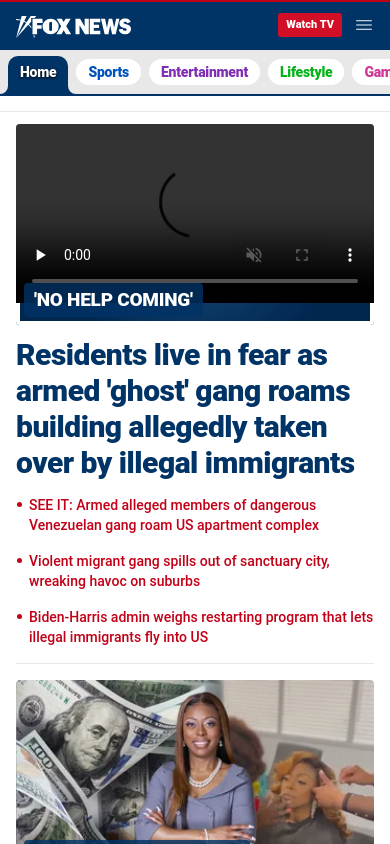 FOX NEWS
Watch TV
Home
Sports
Entertainment
Lifestyle
Gam
0:00
'NO HELP COMING'
Residents live in fear as
armed 'ghost' gang roams
building allegedly taken
over by illegal immigrants
SEE IT: Armed alleged members of dangerous
Venezuelan gang roam US apartment complex
Violent migrant gang spills out of sanctuary city,
wreaking havoc on suburbs
Biden-Harris admin weighs restarting program that lets
illegal immigrants fly into US